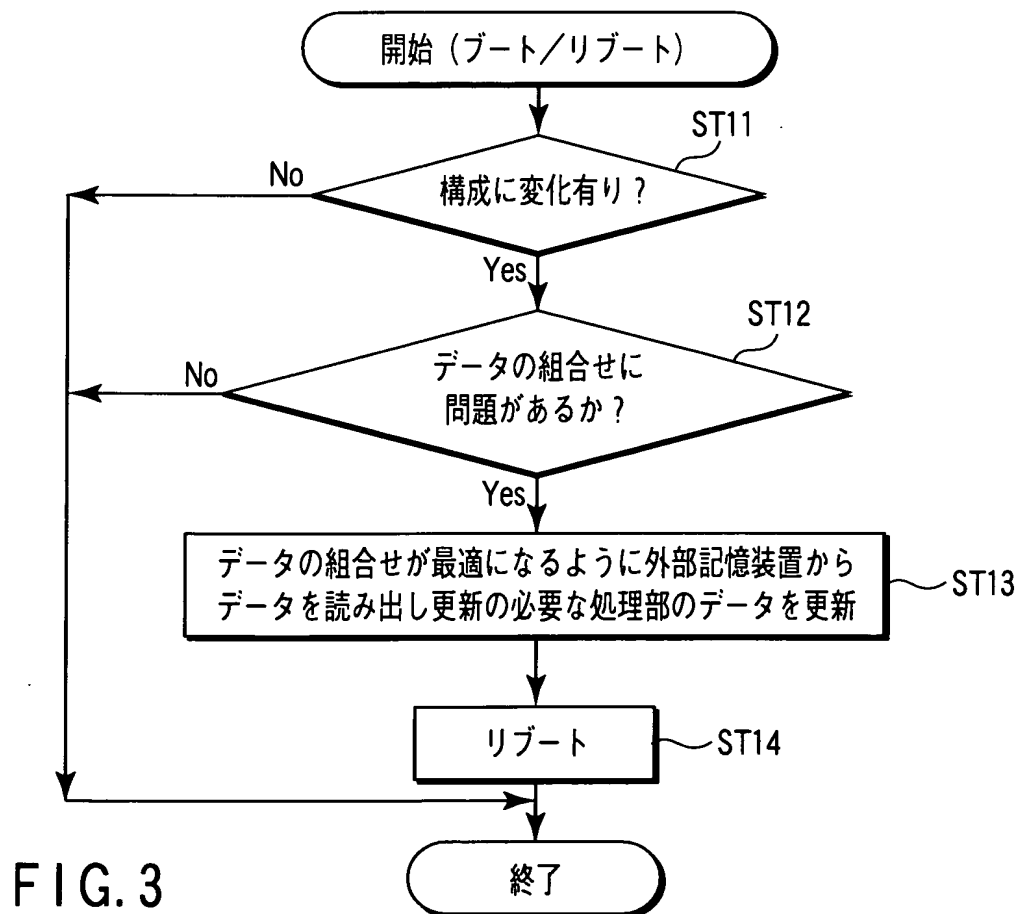 開始（ブート／リブート）
ST11
構成に変化有り？
No
Yes
ST12
データの組合せに
問題があるか？
No
Yes
データの組合せが最適になるように外部記憶装置から
データを読み出し更新の必要な処理部のデータを更新
ST13
リブート
ST14
終了
FIG.3